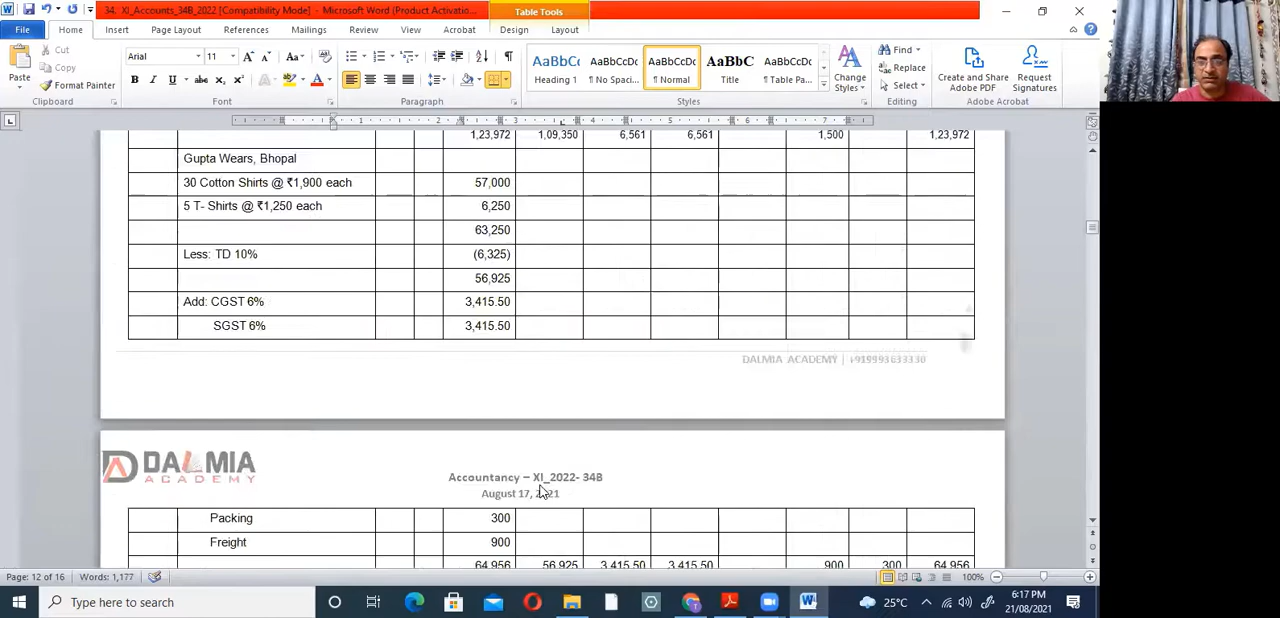 34. XI_Accounts_34B_2022 [Compatibility Mode] - Microsoft Word (Product Activatio...
Table Tools
File Home Insert Page Layout References Mailings Review View Acrobat Design Layout
Paste
Cut
Copy
Format Painter
Clipboard
Arial 11
Font
Paragraph
AaBbCc AaBbCcDc AaBbCcDc AaBbC AaBbCcDc
Heading 1 ¶ No Spaci... ¶ Normal Title ¶ Table Pa...
Styles
Change Styles
Find
Replace
Select
Editing
Create and Share Adobe PDF
Request Signatures
Adobe Acrobat
1,23,972 1,09,350 6,561 6,561 1,500 1,23,972
Gupta Wears, Bhopal
30 Cotton Shirts @ ₹1,900 each 57,000
5 T- Shirts @ ₹1,250 each 6,250
63,250
Less: TD 10% (6,325)
56,925
Add: CGST 6% 3,415.50
SGST 6% 3,415.50
DALMIA ACADEMY | +919993633330
DALMIA
ACADEMY
Accountancy – XI_2022- 34B
August 17, 2021
Packing 300
Freight 900
64,956 56,925 3,415.50 3,415.50 900 300 64,956
Page: 12 of 16 Words: 1,177 100%
Type here to search
25°C
6:17 PM
21/08/2021